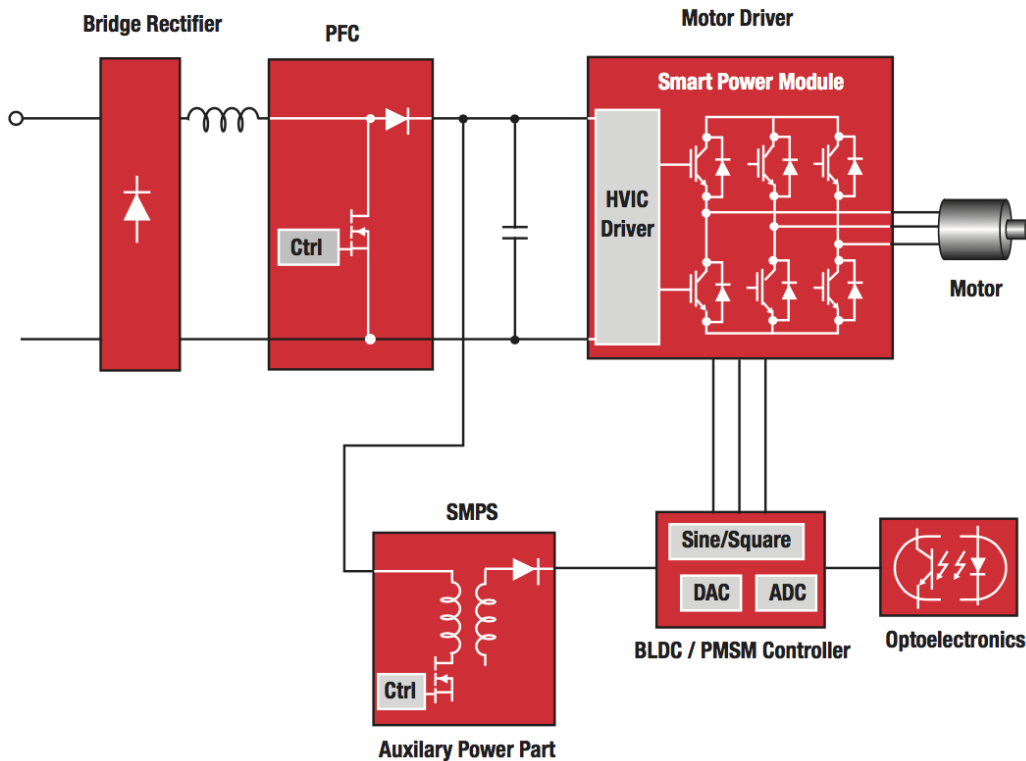 Bridge Rectifier
PFC
Motor Driver
Smart Power Module
HVIC
Driver
Ctrl
Motor
SMPS
Sine/Square
DAC
ADC
Ctrl
BLDC / PMSM Controller
Optoelectronics
Auxilary Power Part